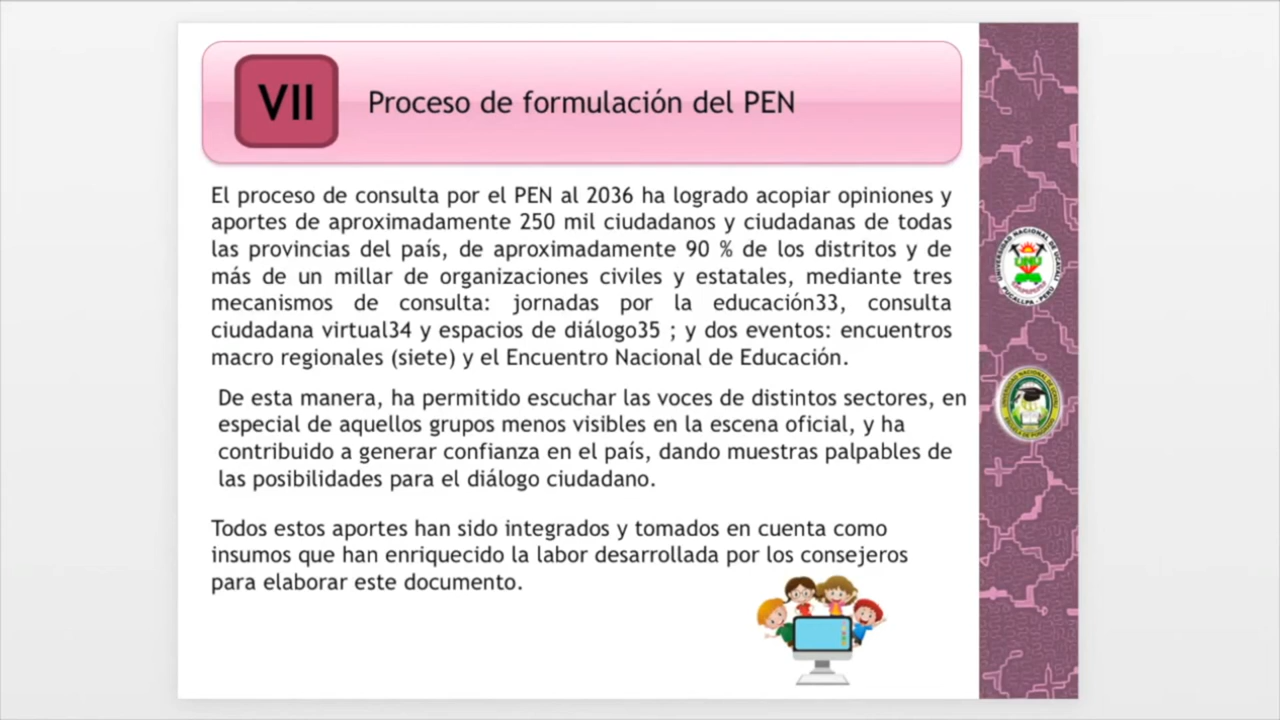 VII
Proceso de formulación del PEN
El proceso de consulta por el PEN al 2036 ha logrado acopiar opiniones y
aportes de aproximadamente 250 mil ciudadanos y ciudadanas de todas
las provincias del país, de aproximadamente 90 % de los distritos y de
más de un millar de organizaciones civiles y estatales, mediante tres
mecanismos de consulta: jornadas por la educación33, consulta
ciudadana virtual34 y espacios de diálogo35 ; y dos eventos: encuentros
macro regionales (siete) y el Encuentro Nacional de Educación.
De esta manera, ha permitido escuchar las voces de distintos sectores, en
especial de aquellos grupos menos visibles en la escena oficial, y ha
contribuido a generar confianza en el país, dando muestras palpables de
las posibilidades para el diálogo ciudadano.
Todos estos aportes han sido integrados y tomados en cuenta como
insumos que han enriquecido la labor desarrollada por los consejeros
para elaborar este documento.
UNIVERSIDAD NACIONAL DE UCAYALI
PUCALLPA - PERÚ